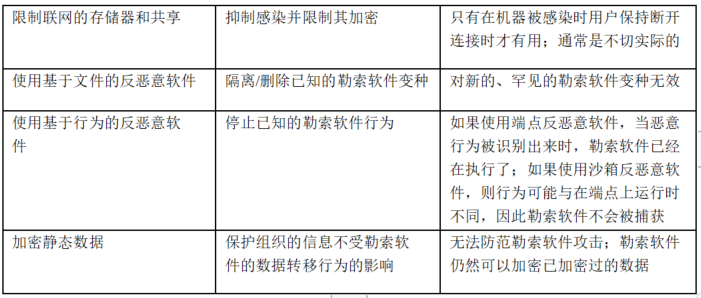 限制联网的存储器和共享
抑制感染并限制其加密
只有在机器被感染时用户保持断开
连接时才有用；通常是不切实际的
使用基于文件的反恶意软件
隔离/删除已知的勒索软件变种
对新的、罕见的勒索软件变种无效
使用基于行为的反恶意软
件
停止已知的勒索软件行为
如果使用端点反恶意软件，当恶意
行为被识别出来时，勒索软件已经
在执行了；如果使用沙箱反恶意软
件，则行为可能与在端点上运行时
不同，因此勒索软件不会被捕获
加密静态数据
保护组织的信息不受勒索软
件的数据转移行为的影响
无法防范勒索软件攻击；勒索软件
仍然可以加密已加密过的数据